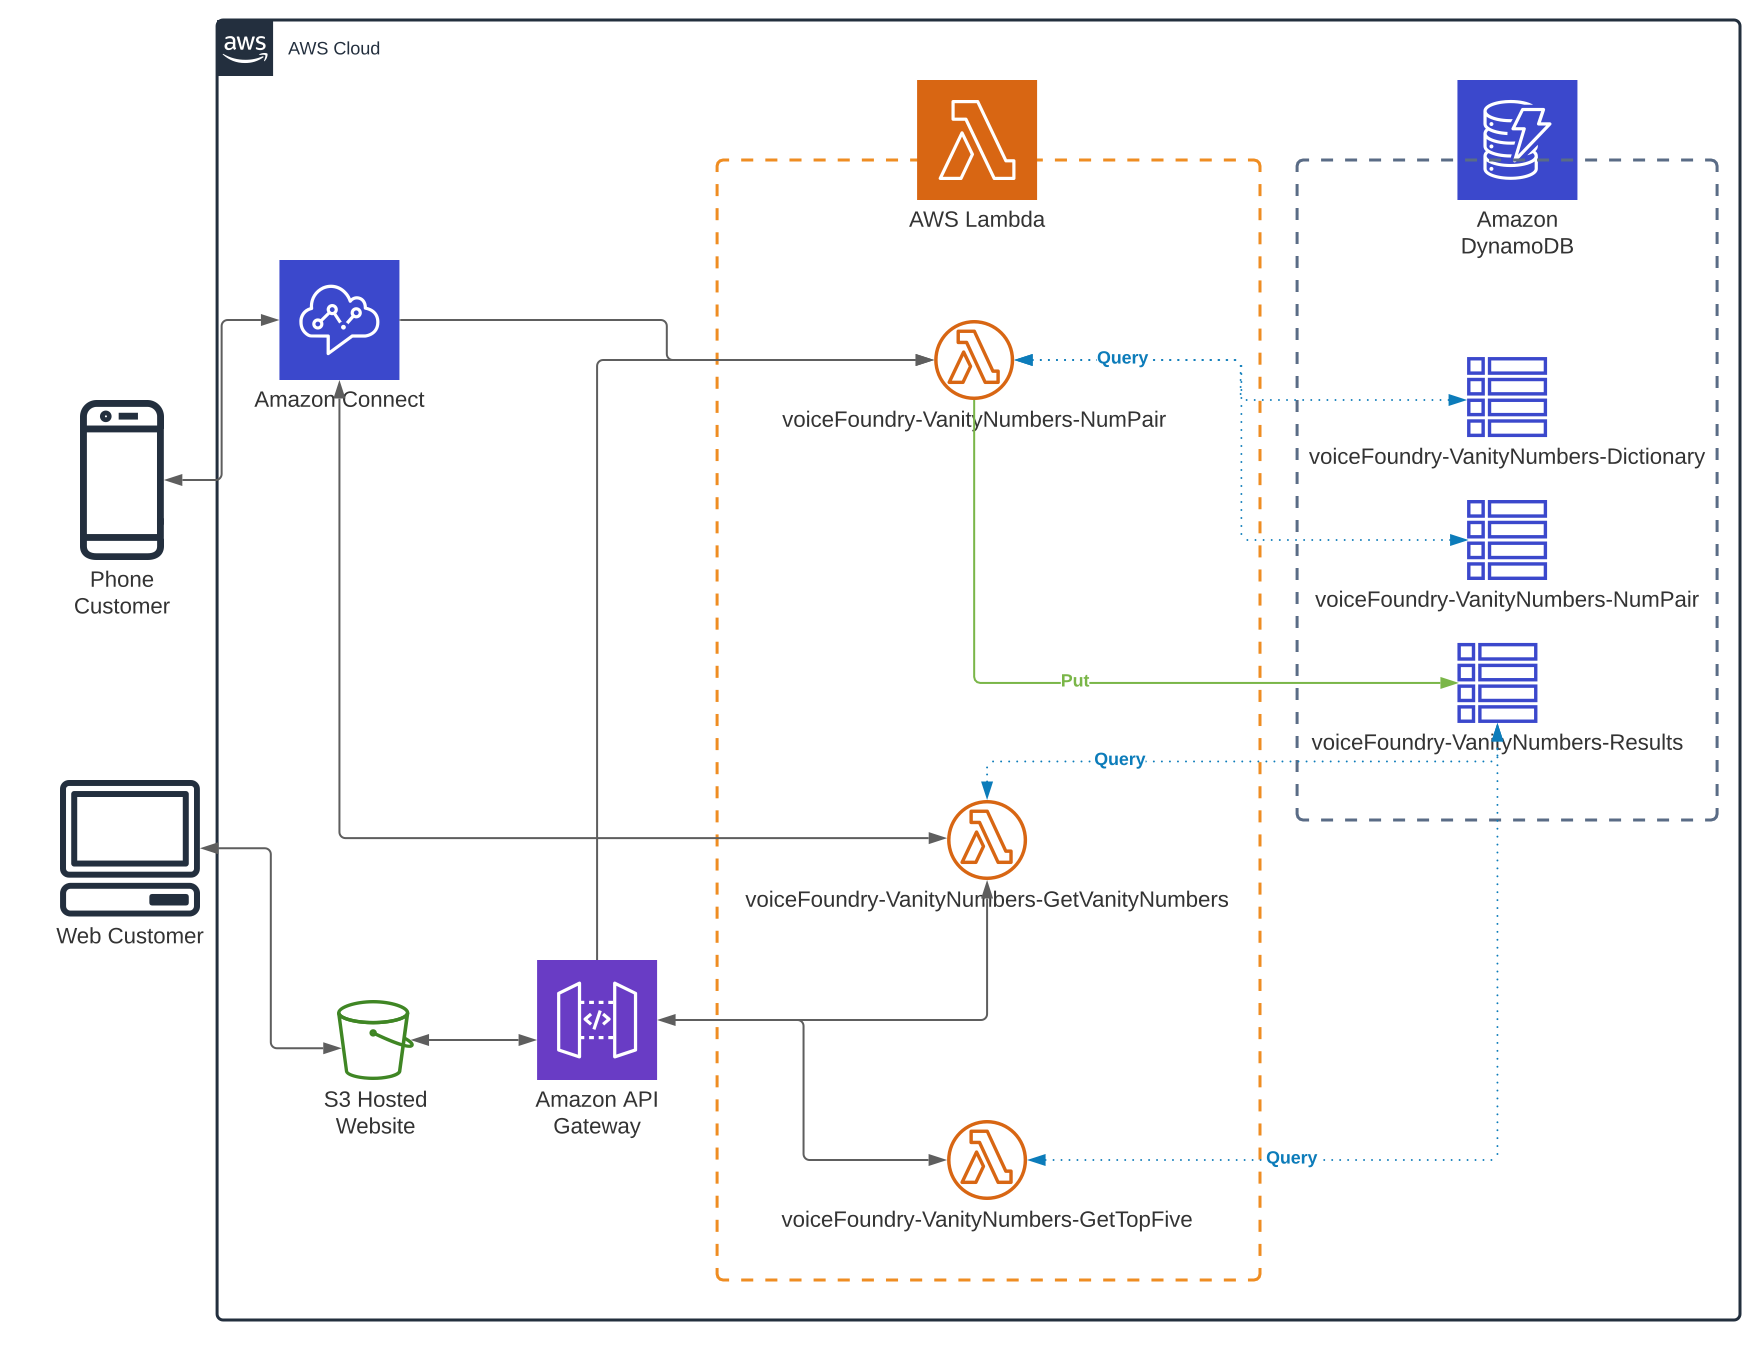 aws
AWS Cloud
AWS Lambda
Amazon
DynamoDB
Amazon Connect
Query
voiceFoundry-VanityNumbers-NumPair
voiceFoundry-VanityNumbers-Dictionary
Phone
Customer
voiceFoundry-VanityNumbers-NumPair
Put
voiceFoundry-VanityNumbers-Results
Query
voiceFoundry-VanityNumbers-GetVanityNumbers
Web Customer
</>
S3 Hosted
Website
Amazon API
Gateway
Query
voiceFoundry-VanityNumbers-GetTopFive